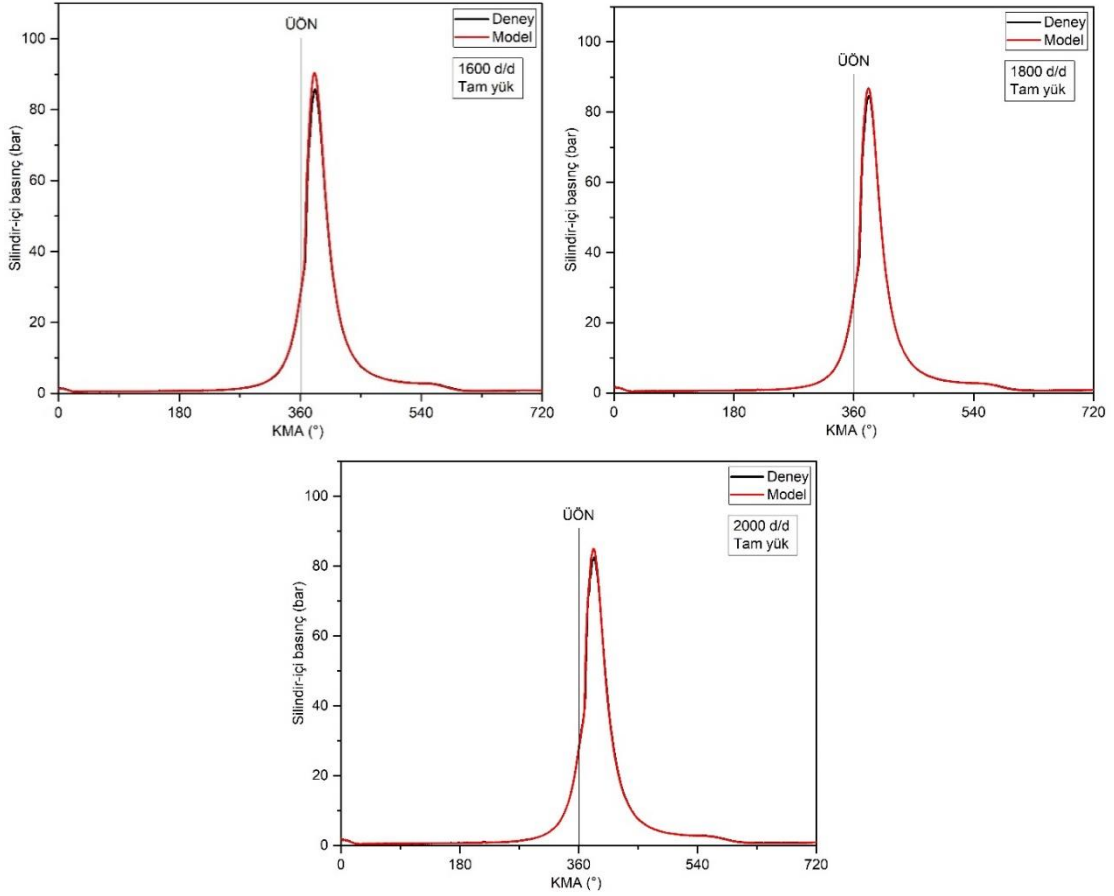 ÜÖN
Deney
Model
1600 d/d
Tam yük
100
80
60
40
20
0
Silindir-içi basınç (bar)
0 180 360 540 720
KMA (°)
ÜÖN
Deney
Model
1800 d/d
Tam yük
100
80
60
40
20
0
Silindir-içi basınç (bar)
0 180 360 540 720
KMA (°)
ÜÖN
Deney
Model
2000 d/d
Tam yük
100
80
60
40
20
0
Silindir-içi basınç (bar)
0 180 360 540 720
KMA (°)